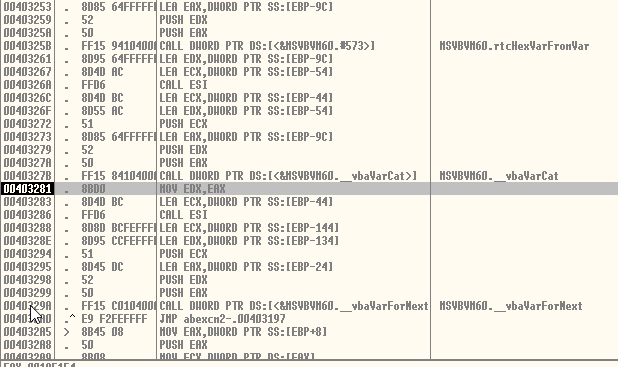 00403253 . 8D85 64FFFFFI LEA EAX,DWORD PTR SS:[EBP-9C]
00403259 . 52 PUSH EDX
0040325A . 50 PUSH EAX
0040325B . FF15 94104000 CALL DWORD PTR DS:[<&MSVBVM60.#573>] MSVBVM60.rtcHexVarFromVar
00403261 . 8D95 64FFFFFI LEA EDX,DWORD PTR SS:[EBP-9C]
00403267 . 8D4D AC LEA ECX,DWORD PTR SS:[EBP-54]
0040326A . FFD6 CALL ESI
0040326C . 8D4D BC LEA ECX,DWORD PTR SS:[EBP-44]
0040326F . 8D55 AC LEA EDX,DWORD PTR SS:[EBP-54]
00403272 . 51 PUSH ECX
00403273 . 8D85 64FFFFFI LEA EAX,DWORD PTR SS:[EBP-9C]
00403279 . 52 PUSH EDX
0040327A . 50 PUSH EAX
0040327B . FF15 84104000 CALL DWORD PTR DS:[<&MSVBVM60.__vbaVarCat>] MSVBVM60.__vbaVarCat
00403281 . 8BD0 MOV EDX,EAX
00403283 . 8D4D BC LEA ECX,DWORD PTR SS:[EBP-44]
00403286 . FFD6 CALL ESI
00403288 . 8D8D BCFEFFFF LEA ECX,DWORD PTR SS:[EBP-144]
0040328E . 8D95 CCFEFFFF LEA EDX,DWORD PTR SS:[EBP-134]
00403294 . 51 PUSH ECX
00403295 . 8D45 DC LEA EAX,DWORD PTR SS:[EBP-24]
00403298 . 52 PUSH EDX
00403299 . 50 PUSH EAX
0040329A . FF15 C0104000 CALL DWORD PTR DS:[<&MSVBVM60.__vbaVarForNext MSVBVM60.__vbaVarForNext
.^ E9 F2FEFFFF JMP abexcm2-.00403197
004032A5 > 8B45 08 MOV EAX,DWORD PTR SS:[EBP+8]
004032A8 . 50 PUSH EAX
004032A9 . 8B08 MOV ECX,DWORD PTR DS:[EAX]